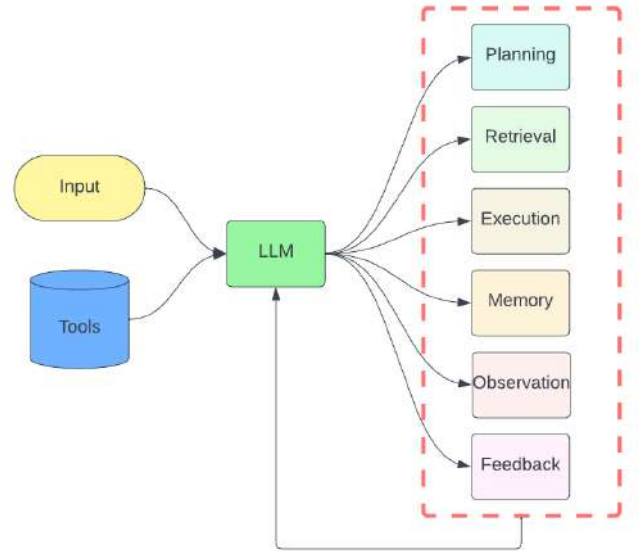 Planning
Retrieval
Input
Execution
LLM
Memory
Tools
Observation
Feedback